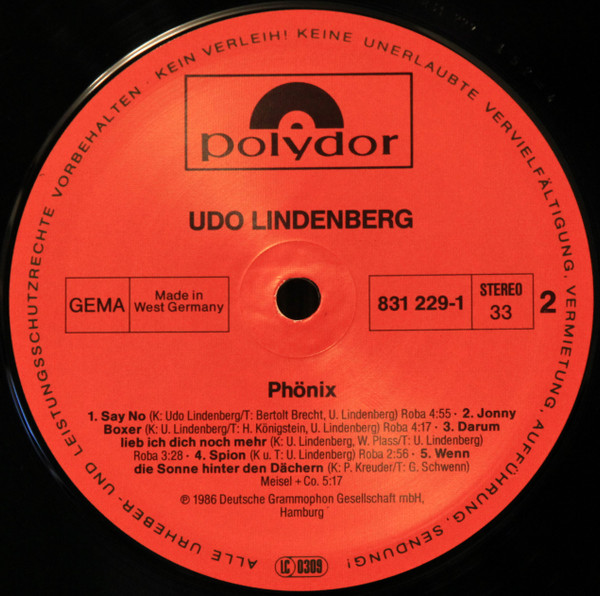 ALLE URHEBER- UND LEISTUNGSSCHUTZRECHTE VORBEHALTEN · KEIN VERLEIH! KEINE UNERLAUBTE VERVIELFÄLTIGUNG, VERMIETUNG, AUFFÜHRUNG, SENDUNG!
polydor
UDO LINDENBERG
GEMA
Made in
West Germany
831 229-1
STEREO
33
2
Phönix
1. Say No (K: Udo Lindenberg/T: Bertolt Brecht, U. Lindenberg) Roba 4:55 · 2. Jonny
Boxer (K: U. Lindenberg/T: H. Königstein, U. Lindenberg) Roba 4:17 · 3. Darum
lieb ich dich noch mehr (K: U. Lindenberg, W. Plass/T: U. Lindenberg)
Roba 3:28 · 4. Spion (K u. T: U. Lindenberg) Roba 2:56 · 5. Wenn
die Sonne hinter den Dächern (K: P. Kreuder/T: G. Schwenn)
Meisel + Co. 5:17
℗ 1986 Deutsche Grammophon Gesellschaft mbH,
Hamburg
LC 0309